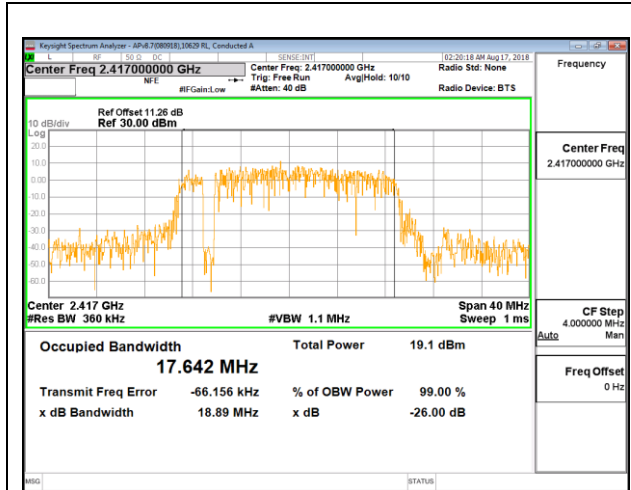 Keysight Spectrum Analyzer - APv8.7(080918),10629 RL, Conducted A
L RF 50 Ω DC SENSE:INT 02:20:18 AM Aug 17, 2018
Center Freq 2.417000000 GHz Center Freq: 2.417000000 GHz Radio Std: None
NFE Trig: Free Run Avg|Hold: 10/10
#IFGain:Low #Atten: 40 dB Radio Device: BTS
Frequency
Ref Offset 11.26 dB
10 dB/div Ref 30.00 dBm
Log
20.0
10.0
0.00
-10.0
-20.0
-30.0
-40.0
-50.0
-60.0
Center 2.417 GHz Span 40 MHz
#Res BW 360 kHz #VBW 1.1 MHz Sweep 1 ms
Occupied Bandwidth Total Power 19.1 dBm
17.642 MHz
Transmit Freq Error -66.156 kHz % of OBW Power 99.00 %
x dB Bandwidth 18.89 MHz x dB -26.00 dB
Center Freq
2.417000000 GHz
CF Step
4.000000 MHz
Auto Man
Freq Offset
0 Hz
MSG STATUS